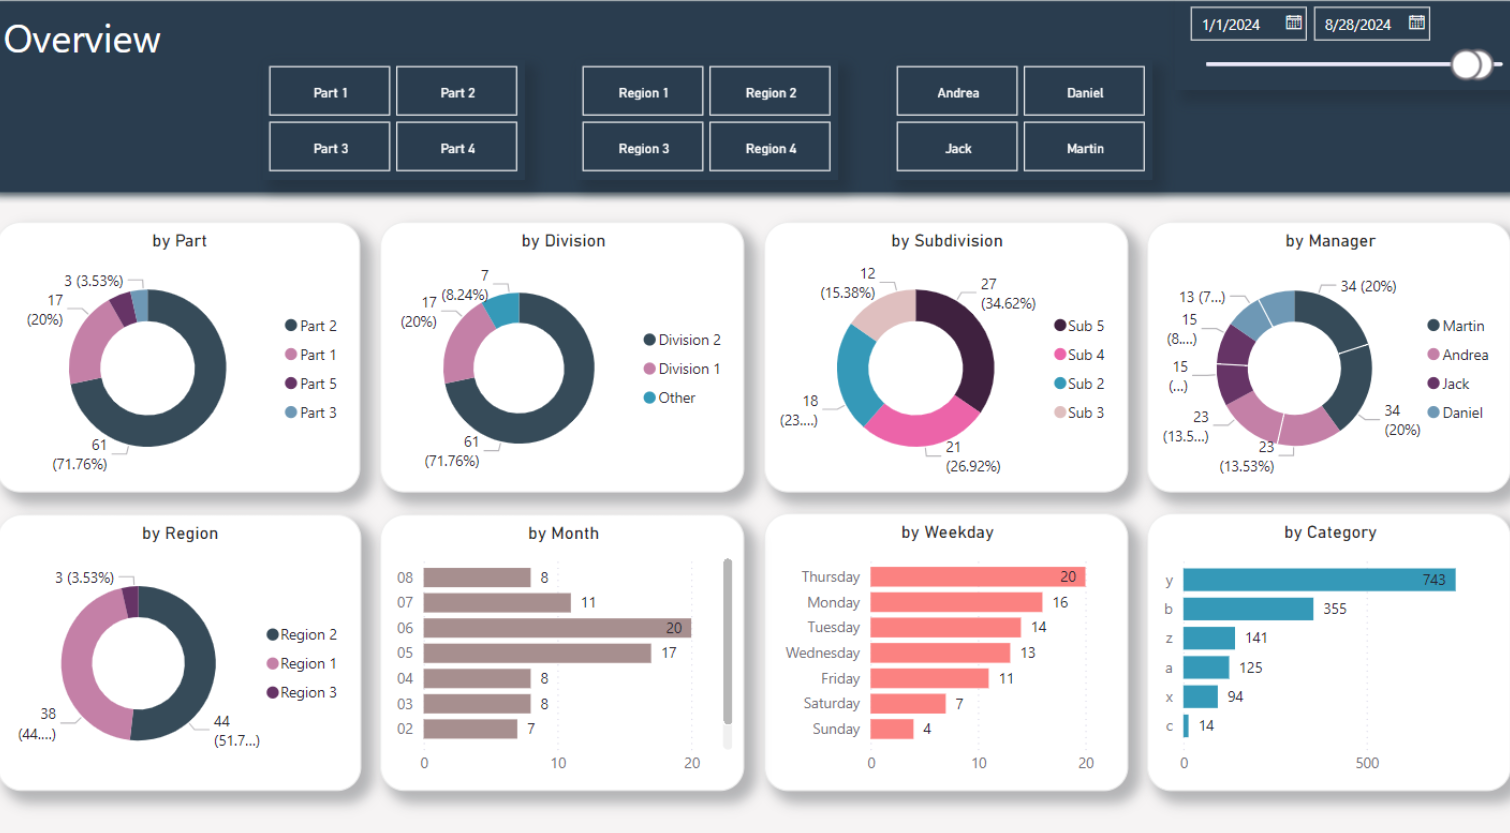 Overview
1/1/2024
8/28/2024
Part 1
Part 2
Part 3
Part 4
Region 1
Region 2
Region 3
Region 4
Andrea
Daniel
Jack
Martin
by Part
3 (3.53%)
17
(20%)
61
(71.76%)
Part 2
Part 1
Part 5
Part 3
by Division
7
(8.24%)
17
(20%)
61
(71.76%)
Division 2
Division 1
Other
by Subdivision
12
(15.38%)
27
(34.62%)
18
(23....)
21
(26.92%)
Sub 5
Sub 4
Sub 2
Sub 3
by Manager
13 (7...)
34 (20%)
15
(8....)
15
(...)
23
(13.5...)
23
(13.53%)
34
(20%)
Martin
Andrea
Jack
Daniel
by Region
3 (3.53%)
38
(44....)
44
(51.7...)
Region 2
Region 1
Region 3
by Month
08 8
07 11
06 20
05 17
04 8
03 8
02 7
0 10 20
by Weekday
Thursday 20
Monday 16
Tuesday 14
Wednesday 13
Friday 11
Saturday 7
Sunday 4
0 10 20
by Category
y 743
b 355
z 141
a 125
x 94
c 14
0 500